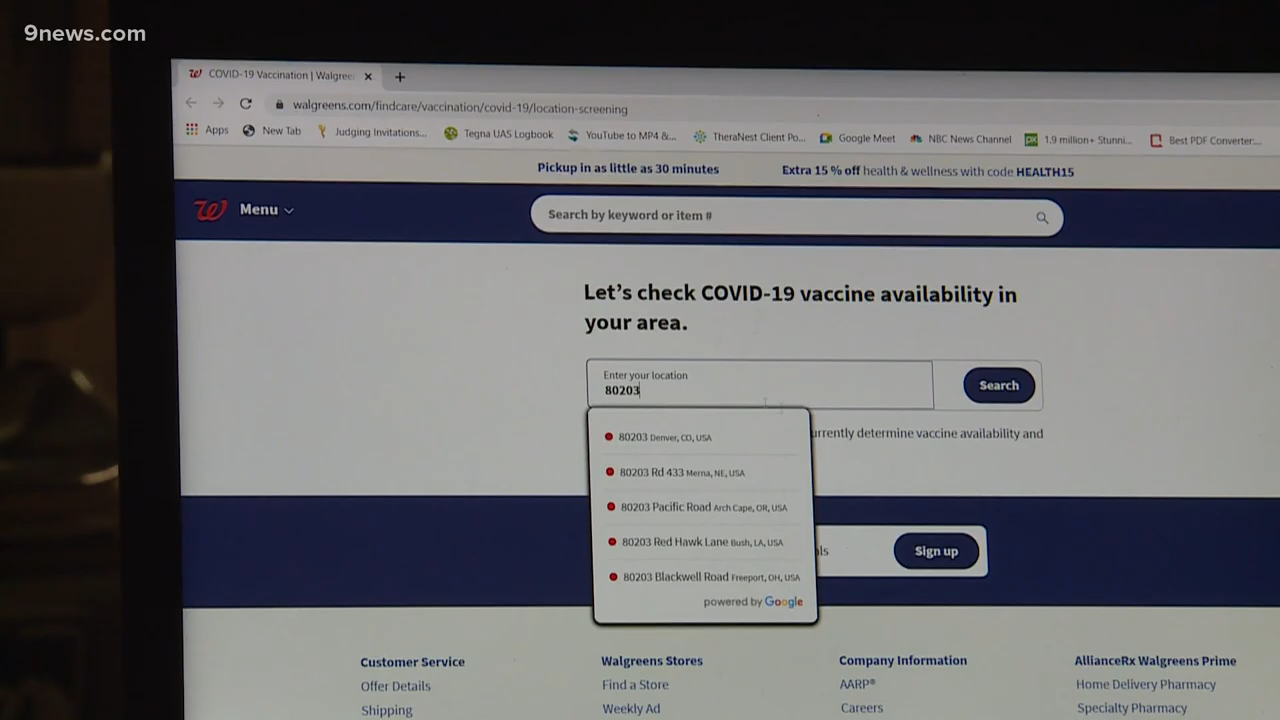 9news.com
COVID-19 Vaccination | Walgree
walgreens.com/findcare/vaccination/covid-19/location-screening
Apps New Tab Judging Invitations... Tegna UAS Logbook YouTube to MP4 &... TheraNest Client Po... Google Meet NBC News Channel 1.9 million+ Stunni... Best PDF Converter:...
Pickup in as little as 30 minutes Extra 15 % off health & wellness with code HEALTH15
Menu Search by keyword or item #
Let's check COVID-19 vaccine availability in
your area.
Enter your location
80203
Search
urrently determine vaccine availability and
80203 Denver, CO, USA
80203 Rd 433 Merna, NE, USA
80203 Pacific Road Arch Cape, OR, USA
80203 Red Hawk Lane Bush, LA, USA
80203 Blackwell Road Freeport, OH, USA
powered by Google
ls
Sign up
Customer Service Walgreens Stores Company Information AllianceRx Walgreens Prime
Offer Details Find a Store AARP® Home Delivery Pharmacy
Shipping Weekly Ad Careers Specialty Pharmacy